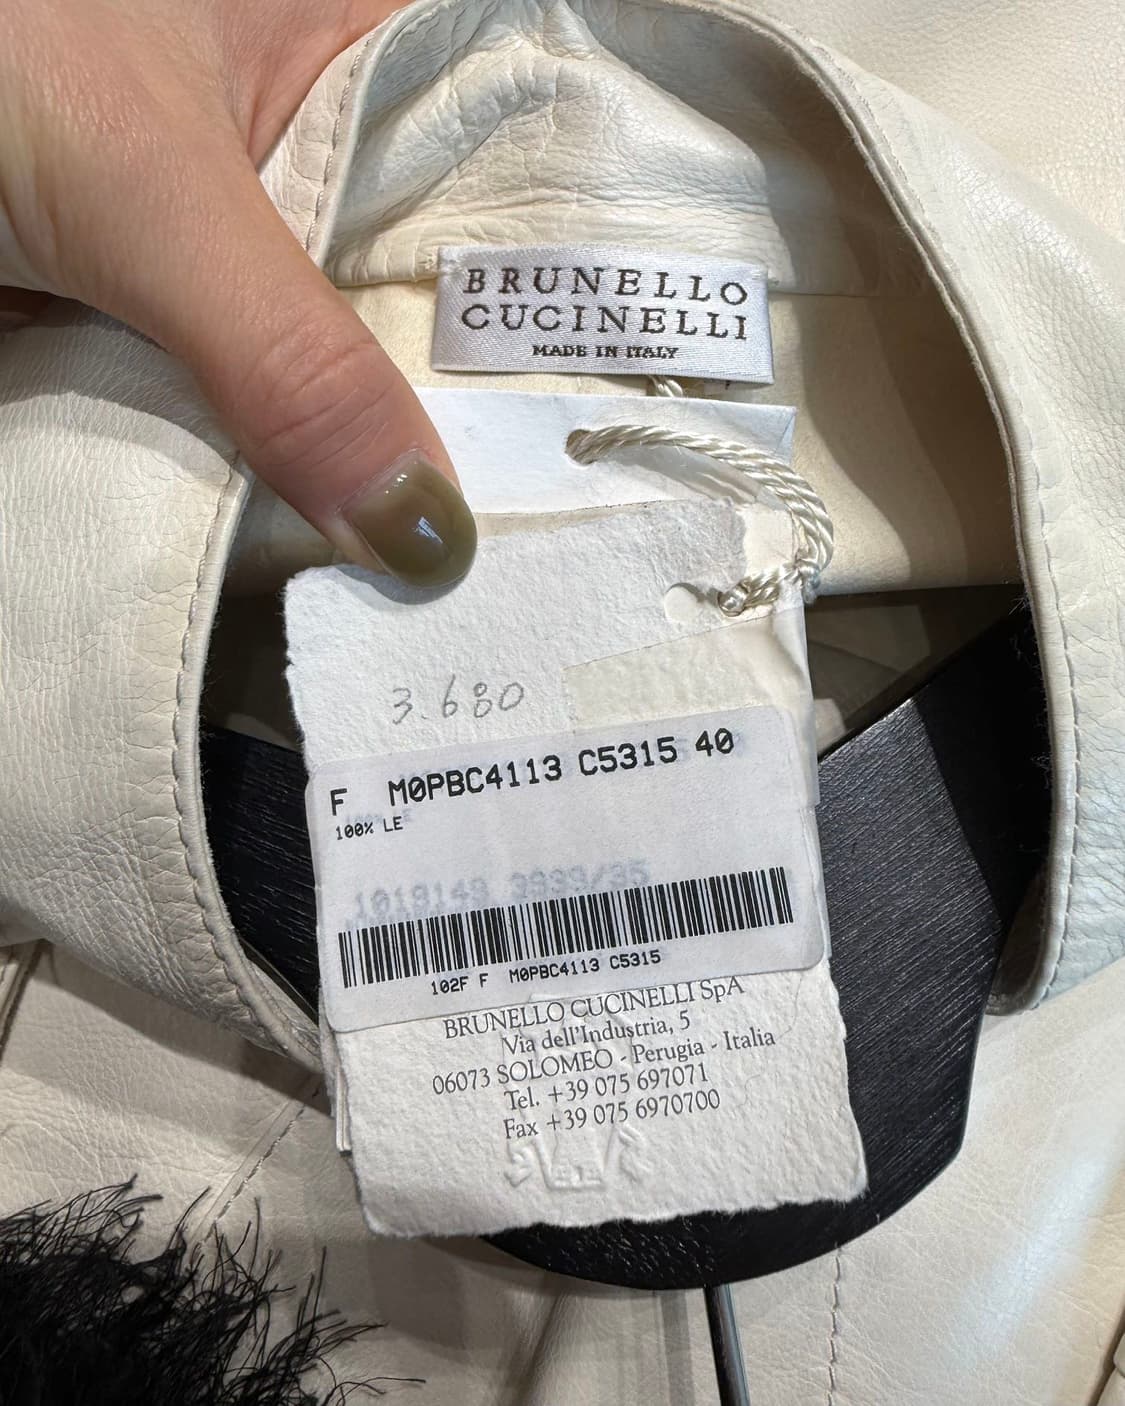 BRUNELLO
CUCINELLI
MADE IN ITALY
3.680
F M0PBC4113 C5315 40
100% LE
102F F M0PBC4113 C5315
BRUNELLO CUCINELLI SpA
Via dell'Industria, 5
06073 SOLOMEO - Perugia - Italia
Tel. +39 075 697071
Fax +39 075 6970700